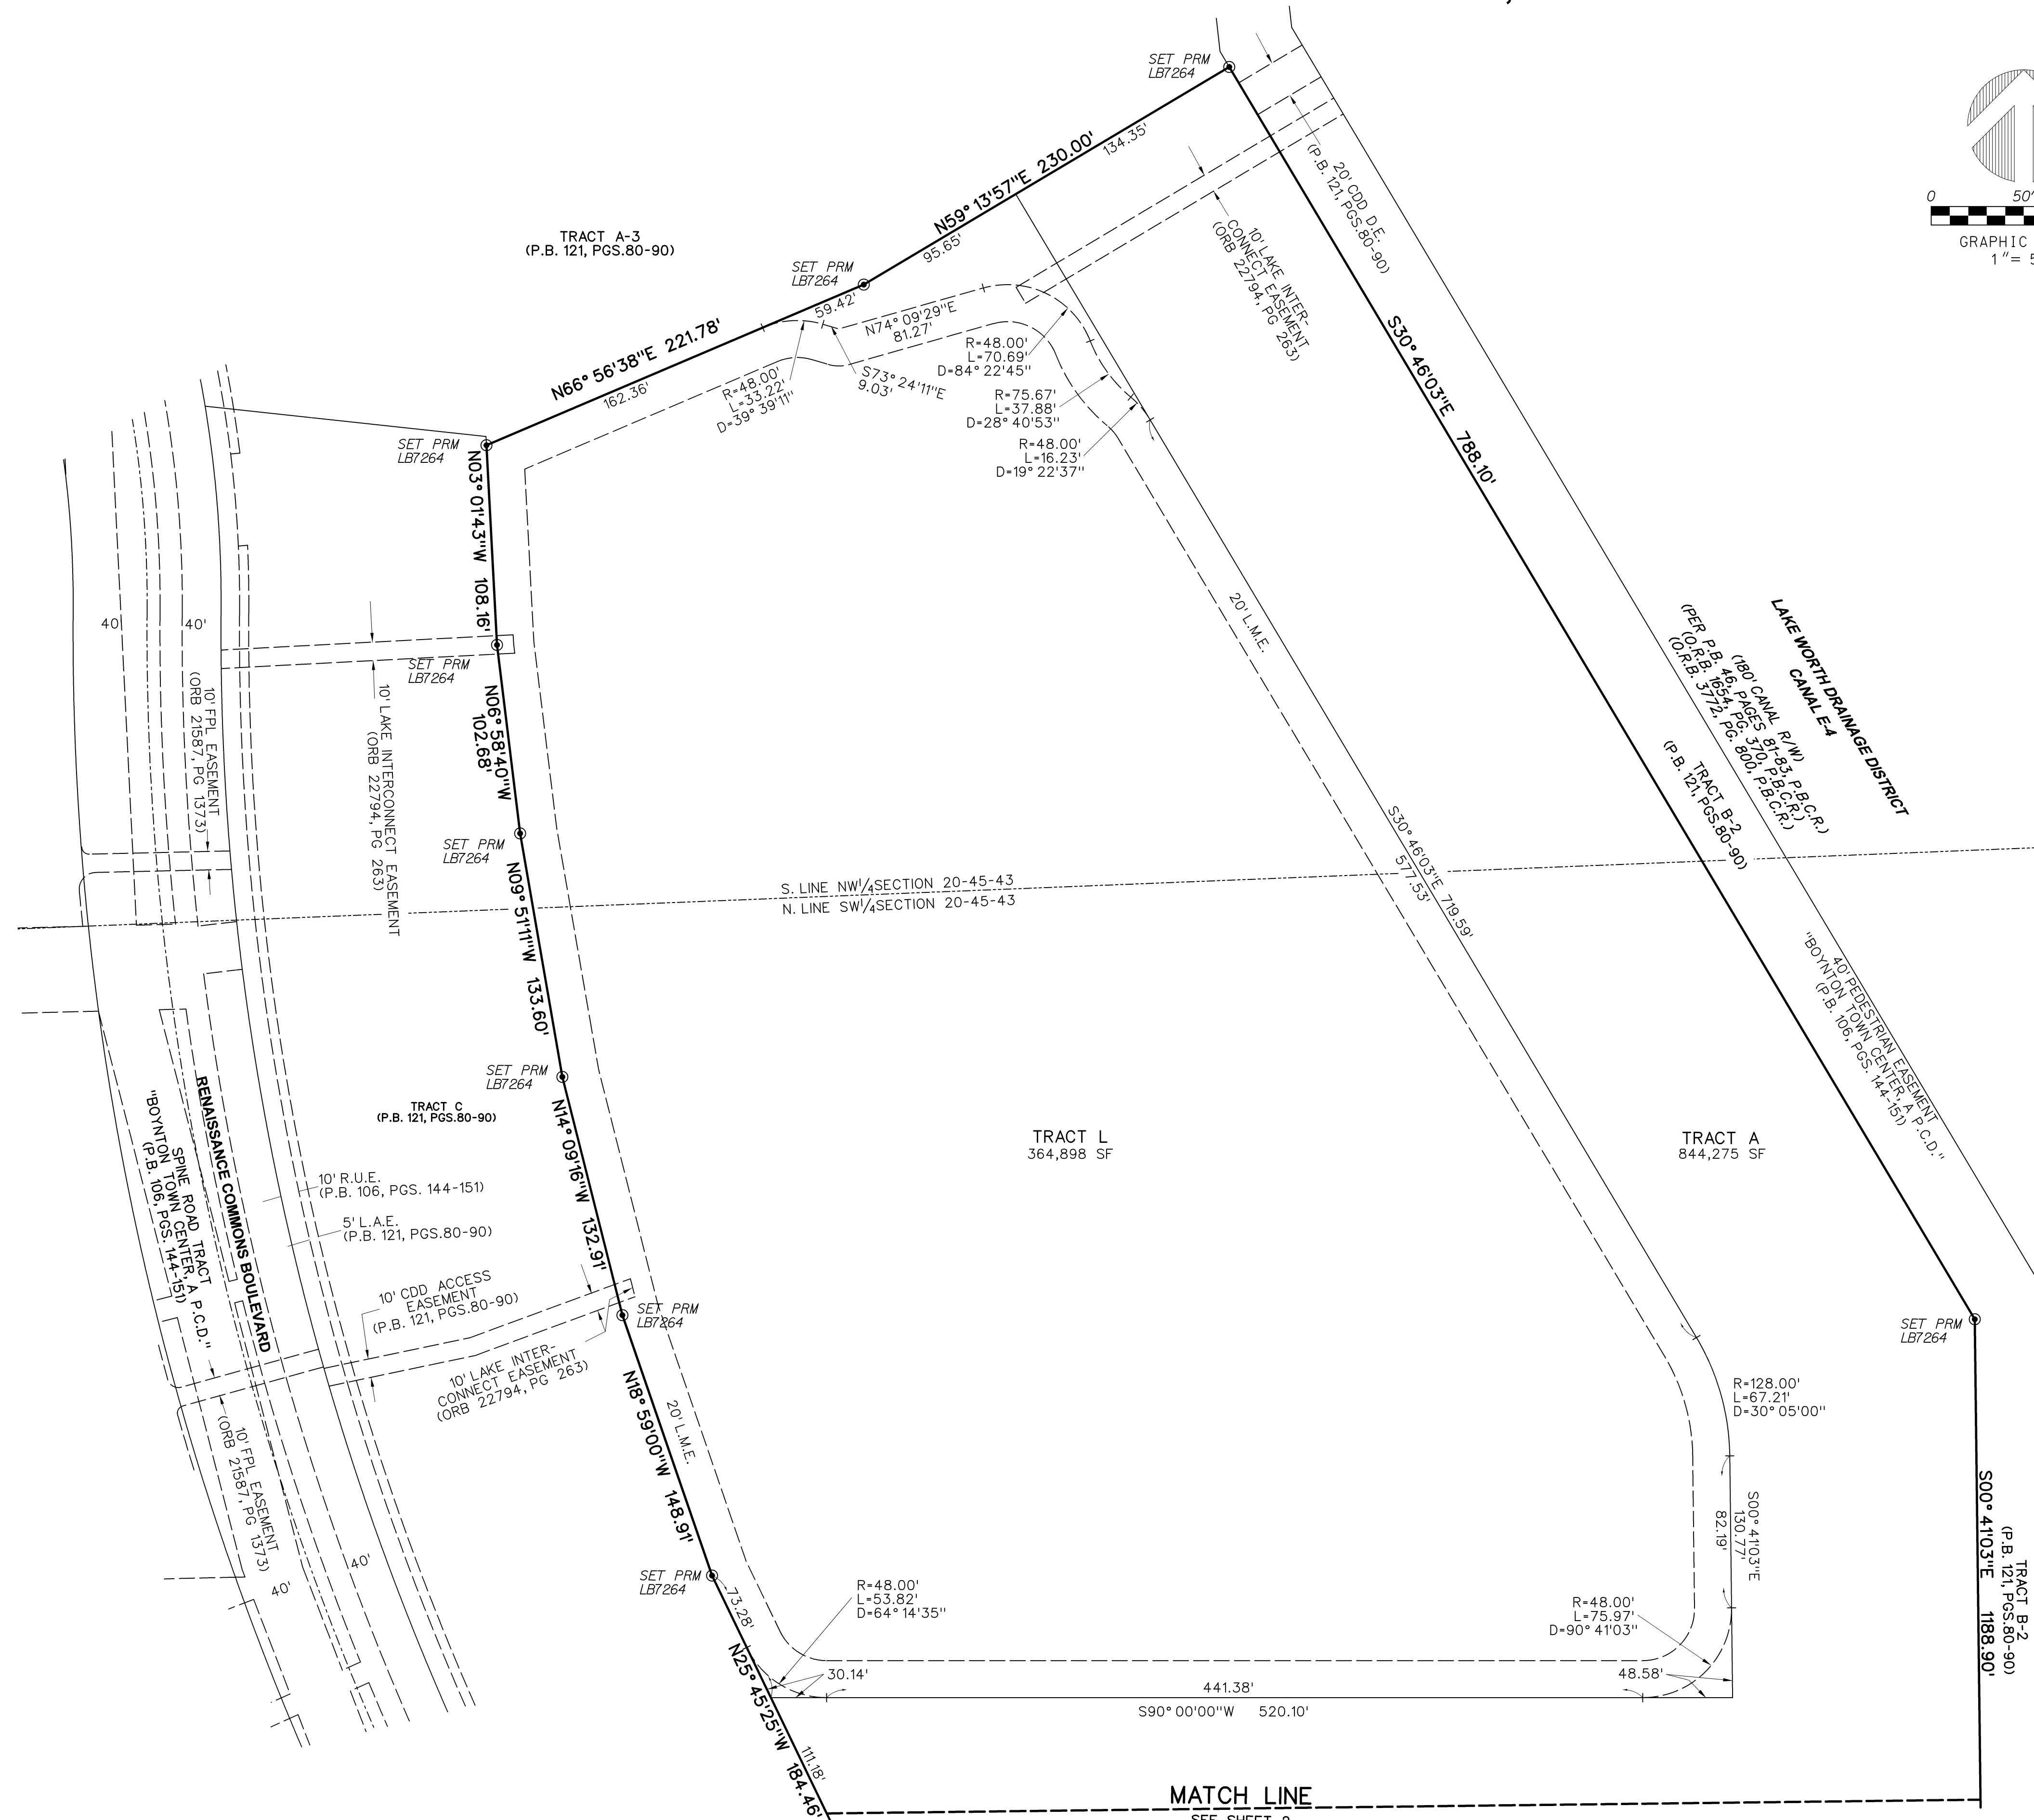 SET PRM
LB7264
0 50'
GRAPHIC
1"= 5
N59° 13'57"E 230.00'
134.35'
95.65'
TRACT A-3
(P.B. 121, PGS.80-90)
20' CDD D.E.
(P.B. 121, PGS.80-90)
10' LAKE INTER-
CONNECT EASEMENT
(ORB 22794, PG 263)
SET PRM
LB7264
59.42'
N74° 09'29"E
81.27'
N66° 56'38"E 221.78'
162.36'
R=48.00'
L=33.22'
D=39° 39'11"
S73° 24'11"E
9.03'
R=48.00'
L=70.69'
D=84° 22'45"
R=75.67'
L=37.88'
D=28° 40'53"
R=48.00'
L=16.23'
D=19° 22'37"
S30° 46'03"E 788.10'
SET PRM
LB7264
N03° 01'43"W 108.16'
40'
40'
SET PRM
LB7264
10' FPL EASEMENT
(ORB 21587, PG 1373)
10' LAKE INTERCONNECT EASEMENT
(ORB 22794, PG 263)
N06° 58'40"W
102.68'
20' L.M.E.
LAKE WORTH DRAINAGE DISTRICT
CANAL E-4
(180' CANAL R/W)
(PER P.B. 46, PAGES 81-83, P.B.C.R.)
(O.R.B. 1654, PG. 370, P.B.C.R.)
(O.R.B. 3772, PG. 800, P.B.C.R.)
TRACT B-2
(P.B. 121, PGS.80-90)
SET PRM
LB7264
N09° 51'11"W 133.60'
S. LINE NW1/4 SECTION 20-45-43
N. LINE SW1/4 SECTION 20-45-43
S30° 46'03"E 719.59'
577.53'
40' PEDESTRIAN EASEMENT
"BOYNTON TOWN CENTER, A P.C.D."
(P.B. 106, PGS. 144-151)
SET PRM
LB7264
TRACT C
(P.B. 121, PGS.80-90)
N14° 09'16"W 132.91'
TRACT L
364,898 SF
TRACT A
844,275 SF
RENAISSANCE COMMONS BOULEVARD
SPINE ROAD TRACT
"BOYNTON TOWN CENTER, A P.C.D."
(P.B. 106, PGS. 144-151)
10' R.U.E.
(P.B. 106, PGS. 144-151)
5' L.A.E.
(P.B. 121, PGS.80-90)
10' CDD ACCESS
EASEMENT
(P.B. 121, PGS.80-90)
SET PRM
LB7264
10' LAKE INTER-
CONNECT EASEMENT
(ORB 22794, PG 263)
SET PRM
LB7264
N18° 59'00"W 148.91'
20' L.M.E.
R=128.00'
L=67.21'
D=30° 05'00"
10' FPL EASEMENT
(ORB 21587, PG 1373)
40'
40'
S00° 41'03"E
130.77'
82.19'
S00° 41'03"E 1188.90'
TRACT B-2
(P.B. 121, PGS.80-90)
SET PRM
LB7264
73.28'
R=48.00'
L=53.82'
D=64° 14'35"
R=48.00'
L=75.97'
D=90° 41'03"
30.14'
48.58'
441.38'
S90° 00'00"W 520.10'
N25° 45'25"W 184.46'
111.18'
MATCH LINE
SEE SHEET